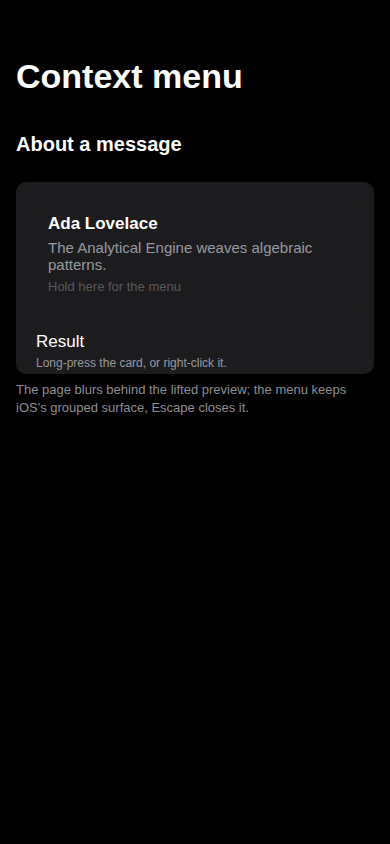 Context menu
About a message
Ada Lovelace
The Analytical Engine weaves algebraic
patterns.
Hold here for the menu
Result
Long-press the card, or right-click it.
The page blurs behind the lifted preview; the menu keeps
iOS's grouped surface, Escape closes it.